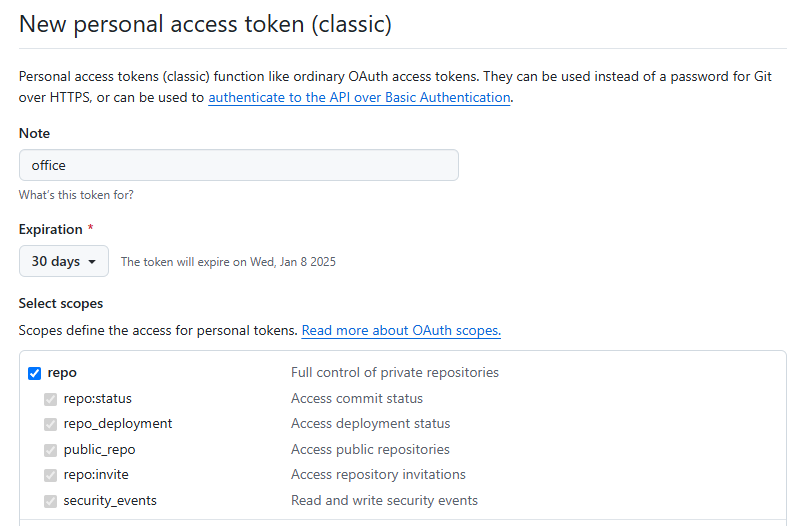 New personal access token (classic)
Personal access tokens (classic) function like ordinary OAuth access tokens. They can be used instead of a password for Git
over HTTPS, or can be used to authenticate to the API over Basic Authentication.
Note
office
What's this token for?
Expiration *
30 days The token will expire on Wed, Jan 8 2025
Select scopes
Scopes define the access for personal tokens. Read more about OAuth scopes.
repo Full control of private repositories
repo:status Access commit status
repo_deployment Access deployment status
public_repo Access public repositories
repo:invite Access repository invitations
security_events Read and write security events